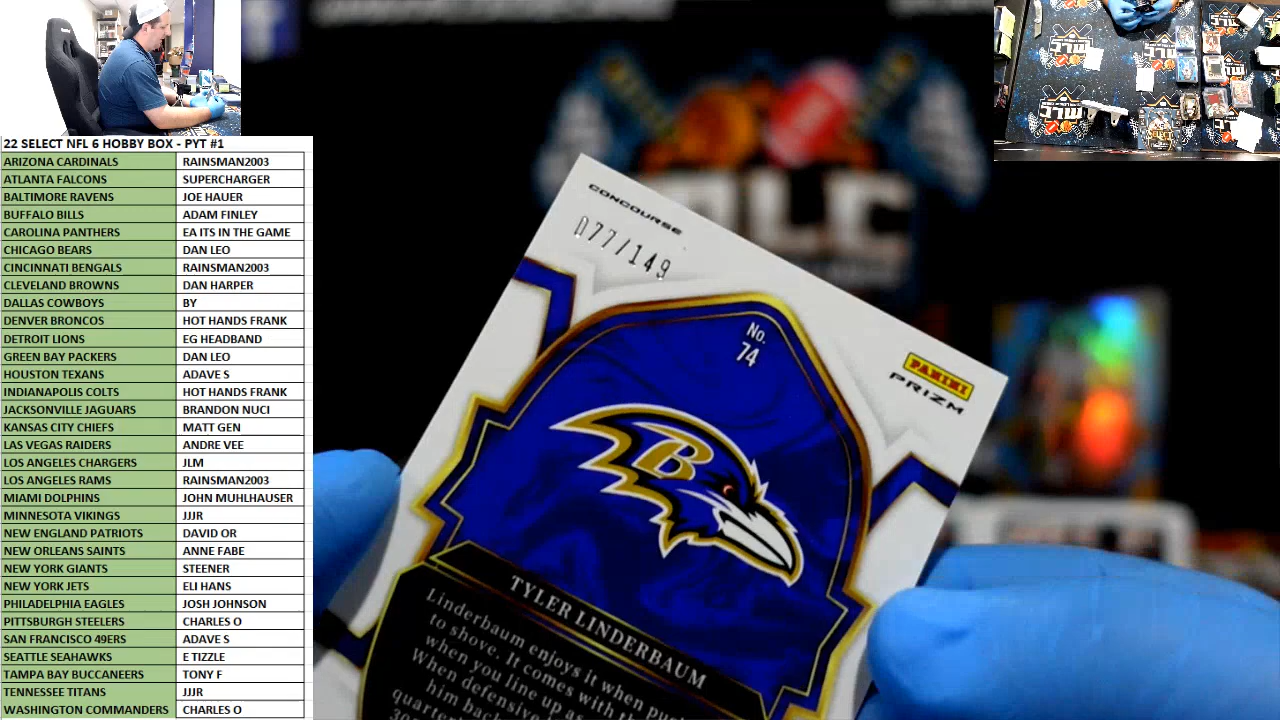 22 SELECT NFL 6 HOBBY BOX - PYT #1
ARIZONA CARDINALS RAINSMAN2003
ATLANTA FALCONS SUPERCHARGER
BALTIMORE RAVENS JOE HAUER
BUFFALO BILLS ADAM FINLEY
CAROLINA PANTHERS EA ITS IN THE GAME
CHICAGO BEARS DAN LEO
CINCINNATI BENGALS RAINSMAN2003
CLEVELAND BROWNS DAN HARPER
DALLAS COWBOYS BY
DENVER BRONCOS HOT HANDS FRANK
DETROIT LIONS EG HEADBAND
GREEN BAY PACKERS DAN LEO
HOUSTON TEXANS ADAVE S
INDIANAPOLIS COLTS HOT HANDS FRANK
JACKSONVILLE JAGUARS BRANDON NUCI
KANSAS CITY CHIEFS MATT GEN
LAS VEGAS RAIDERS ANDRE VEE
LOS ANGELES CHARGERS JLM
LOS ANGELES RAMS RAINSMAN2003
MIAMI DOLPHINS JOHN MUHLHAUSER
MINNESOTA VIKINGS JJJR
NEW ENGLAND PATRIOTS DAVID OR
NEW ORLEANS SAINTS ANNE FABE
NEW YORK GIANTS STEENER
NEW YORK JETS ELI HANS
PHILADELPHIA EAGLES JOSH JOHNSON
PITTSBURGH STEELERS CHARLES O
SAN FRANCISCO 49ERS ADAVE S
SEATTLE SEAHAWKS E TIZZLE
TAMPA BAY BUCCANEERS TONY F
TENNESSEE TITANS JJJR
WASHINGTON COMMANDERS CHARLES O
CONCOURSE
077/149
No.
74
PANINI
PRIZM
B
TYLER LINDERBAUM
Linderbaum enjoys it when
to shove. It comes with
when you line up as
When defensive
him back